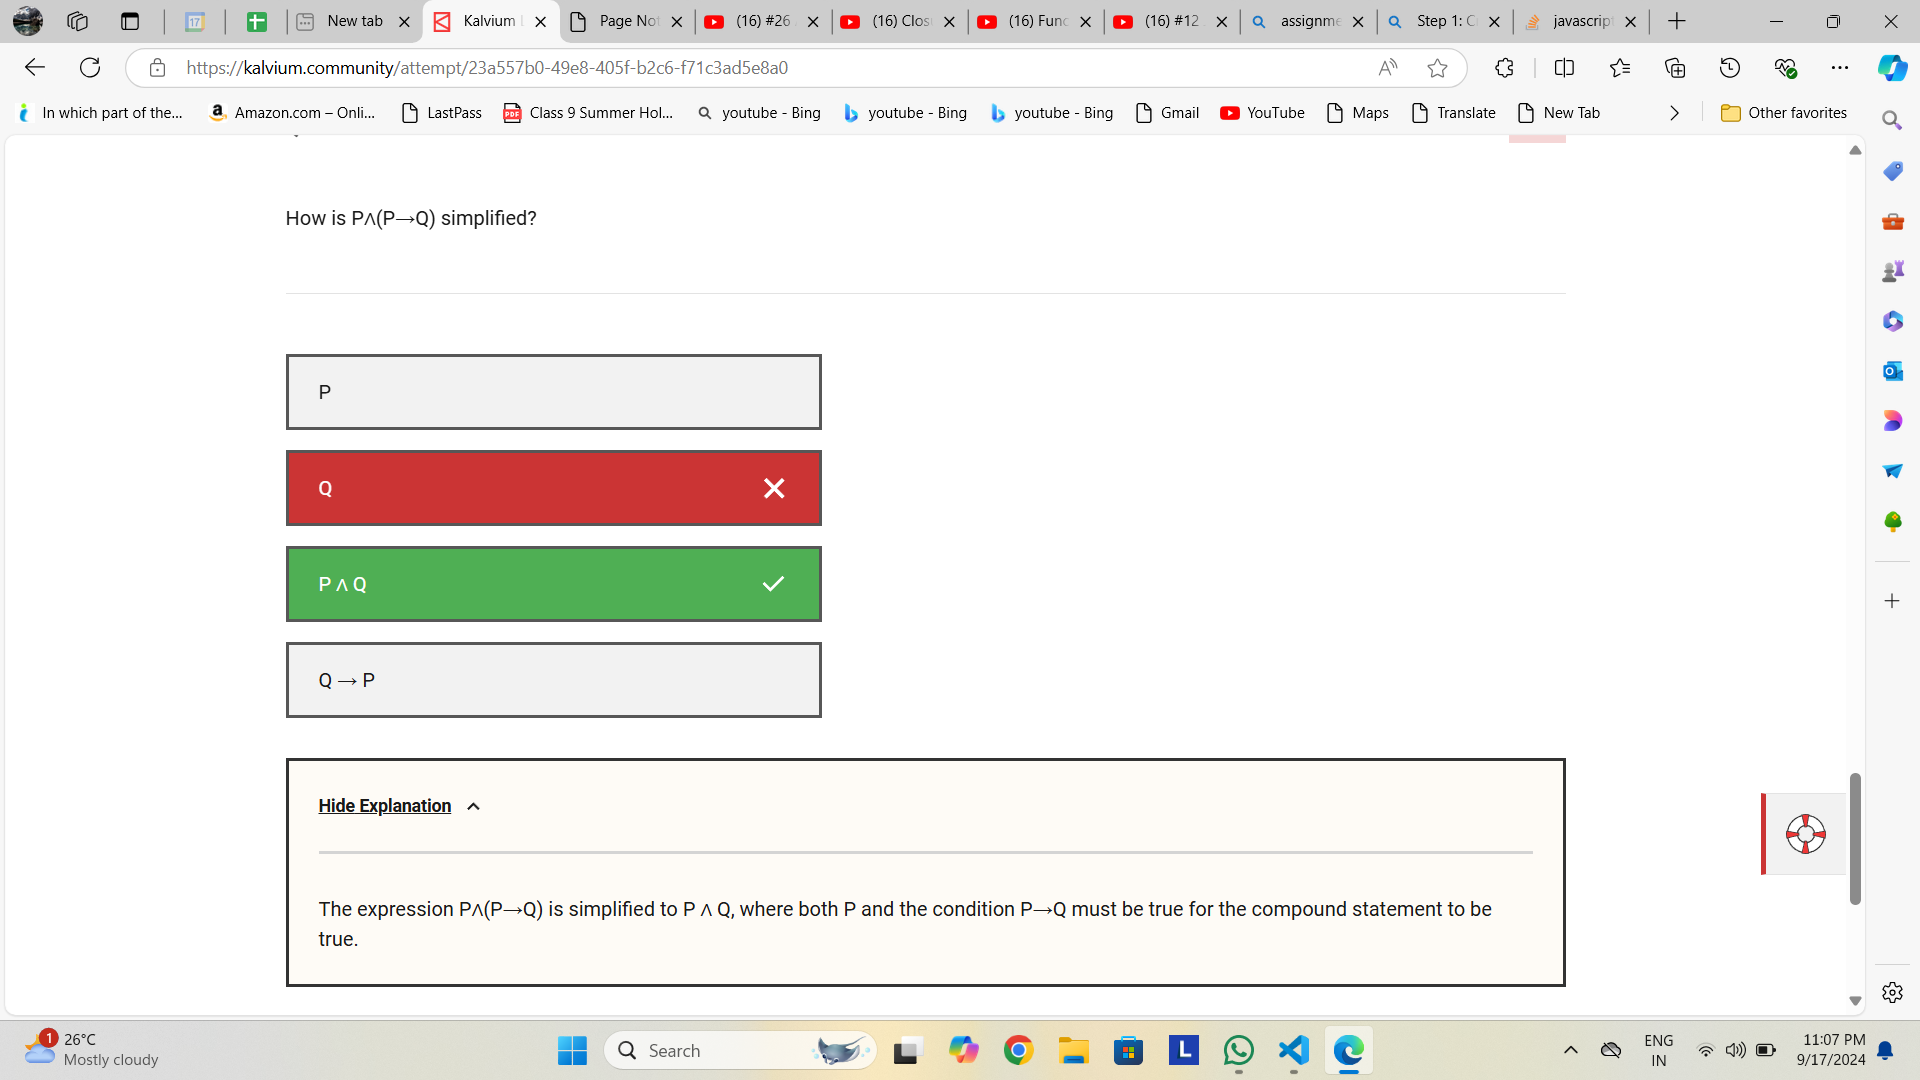 New tab
Kalvium
Page Not
(16) #26
(16) Clos
(16) Func
(16) #12
assignme
Step 1: C
javascrip
https://kalvium.community/attempt/23a557b0-49e8-405f-b2c6-f71c3ad5e8a0
In which part of the...
Amazon.com – Onli...
LastPass
Class 9 Summer Hol...
youtube - Bing
youtube - Bing
youtube - Bing
Gmail
YouTube
Maps
Translate
New Tab
Other favorites
How is P∧(P→Q) simplified?
P
Q
P ∧ Q
Q → P
Hide Explanation
The expression P∧(P→Q) is simplified to P ∧ Q, where both P and the condition P→Q must be true for the compound statement to be
true.
1
26°C
Mostly cloudy
Search
ENG
IN
11:07 PM
9/17/2024